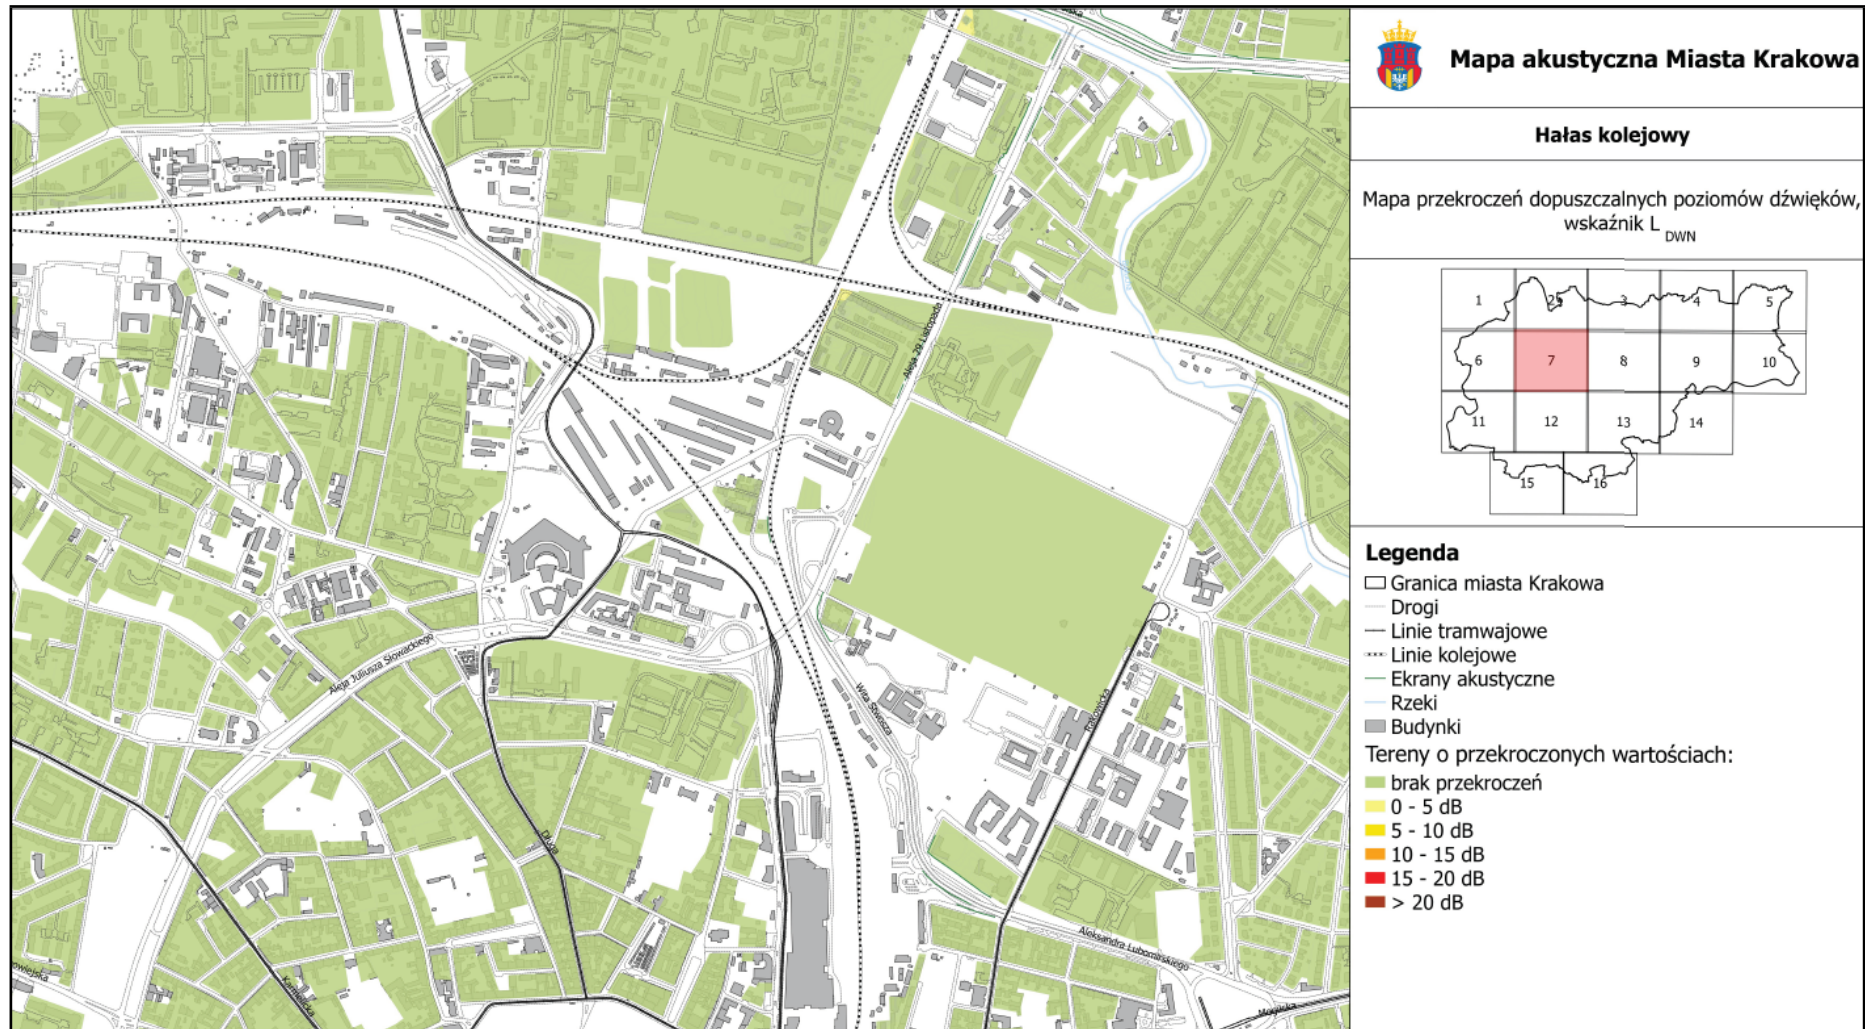 Mapa akustyczna Miasta Krakowa
Hałas kolejowy
Mapa przekroczeń dopuszczalnych poziomów dźwięków,
wskaźnik L DWN
1 2 3 4 5
6 7 8 9 10
11 12 13 14
15 16
Legenda
Granica miasta Krakowa
Drogi
Linie tramwajowe
Linie kolejowe
Ekrany akustyczne
Rzeki
Budynki
Tereny o przekroczonych wartościach:
brak przekroczeń
0 - 5 dB
5 - 10 dB
10 - 15 dB
15 - 20 dB
> 20 dB
Aleja 29 Listopada
Aleja Juliusza Słowackiego
Wita Stwosza
Rakowicka
Długa
Aleksandra Lubomirskiego
Karmelicka
Mogilska